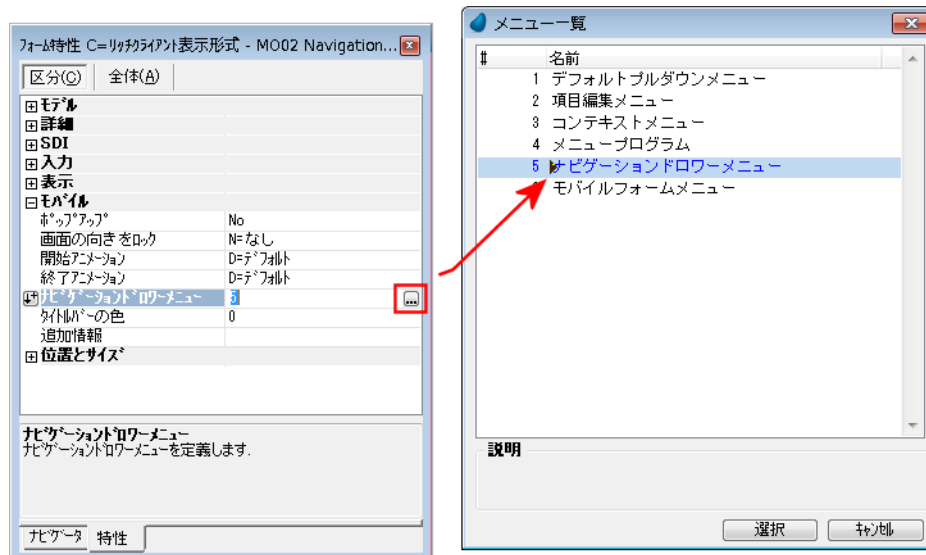 フォーム特性 C=リッチクライアント表示形式 - MO02 Navigation...
区分(C) 全体(A)
モデル
詳細
SDI
入力
表示
モバイル
ポップアップ No
画面の向きをロック N=なし
開始アニメーション D=デフォルト
終了アニメーション D=デフォルト
ナビゲーションドロワーメニュー 5
タイトルバーの色 0
追加情報
位置とサイズ
ナビゲーションドロワーメニュー
ナビゲーションドロワーメニューを定義します.
ナビゲータ 特性
メニュー一覧
# 名前
1 デフォルトプルダウンメニュー
2 項目編集メニュー
3 コンテキストメニュー
4 メニュープログラム
5 ナビゲーションドロワーメニュー
モバイルフォームメニュー
説明
選択 キャンセル